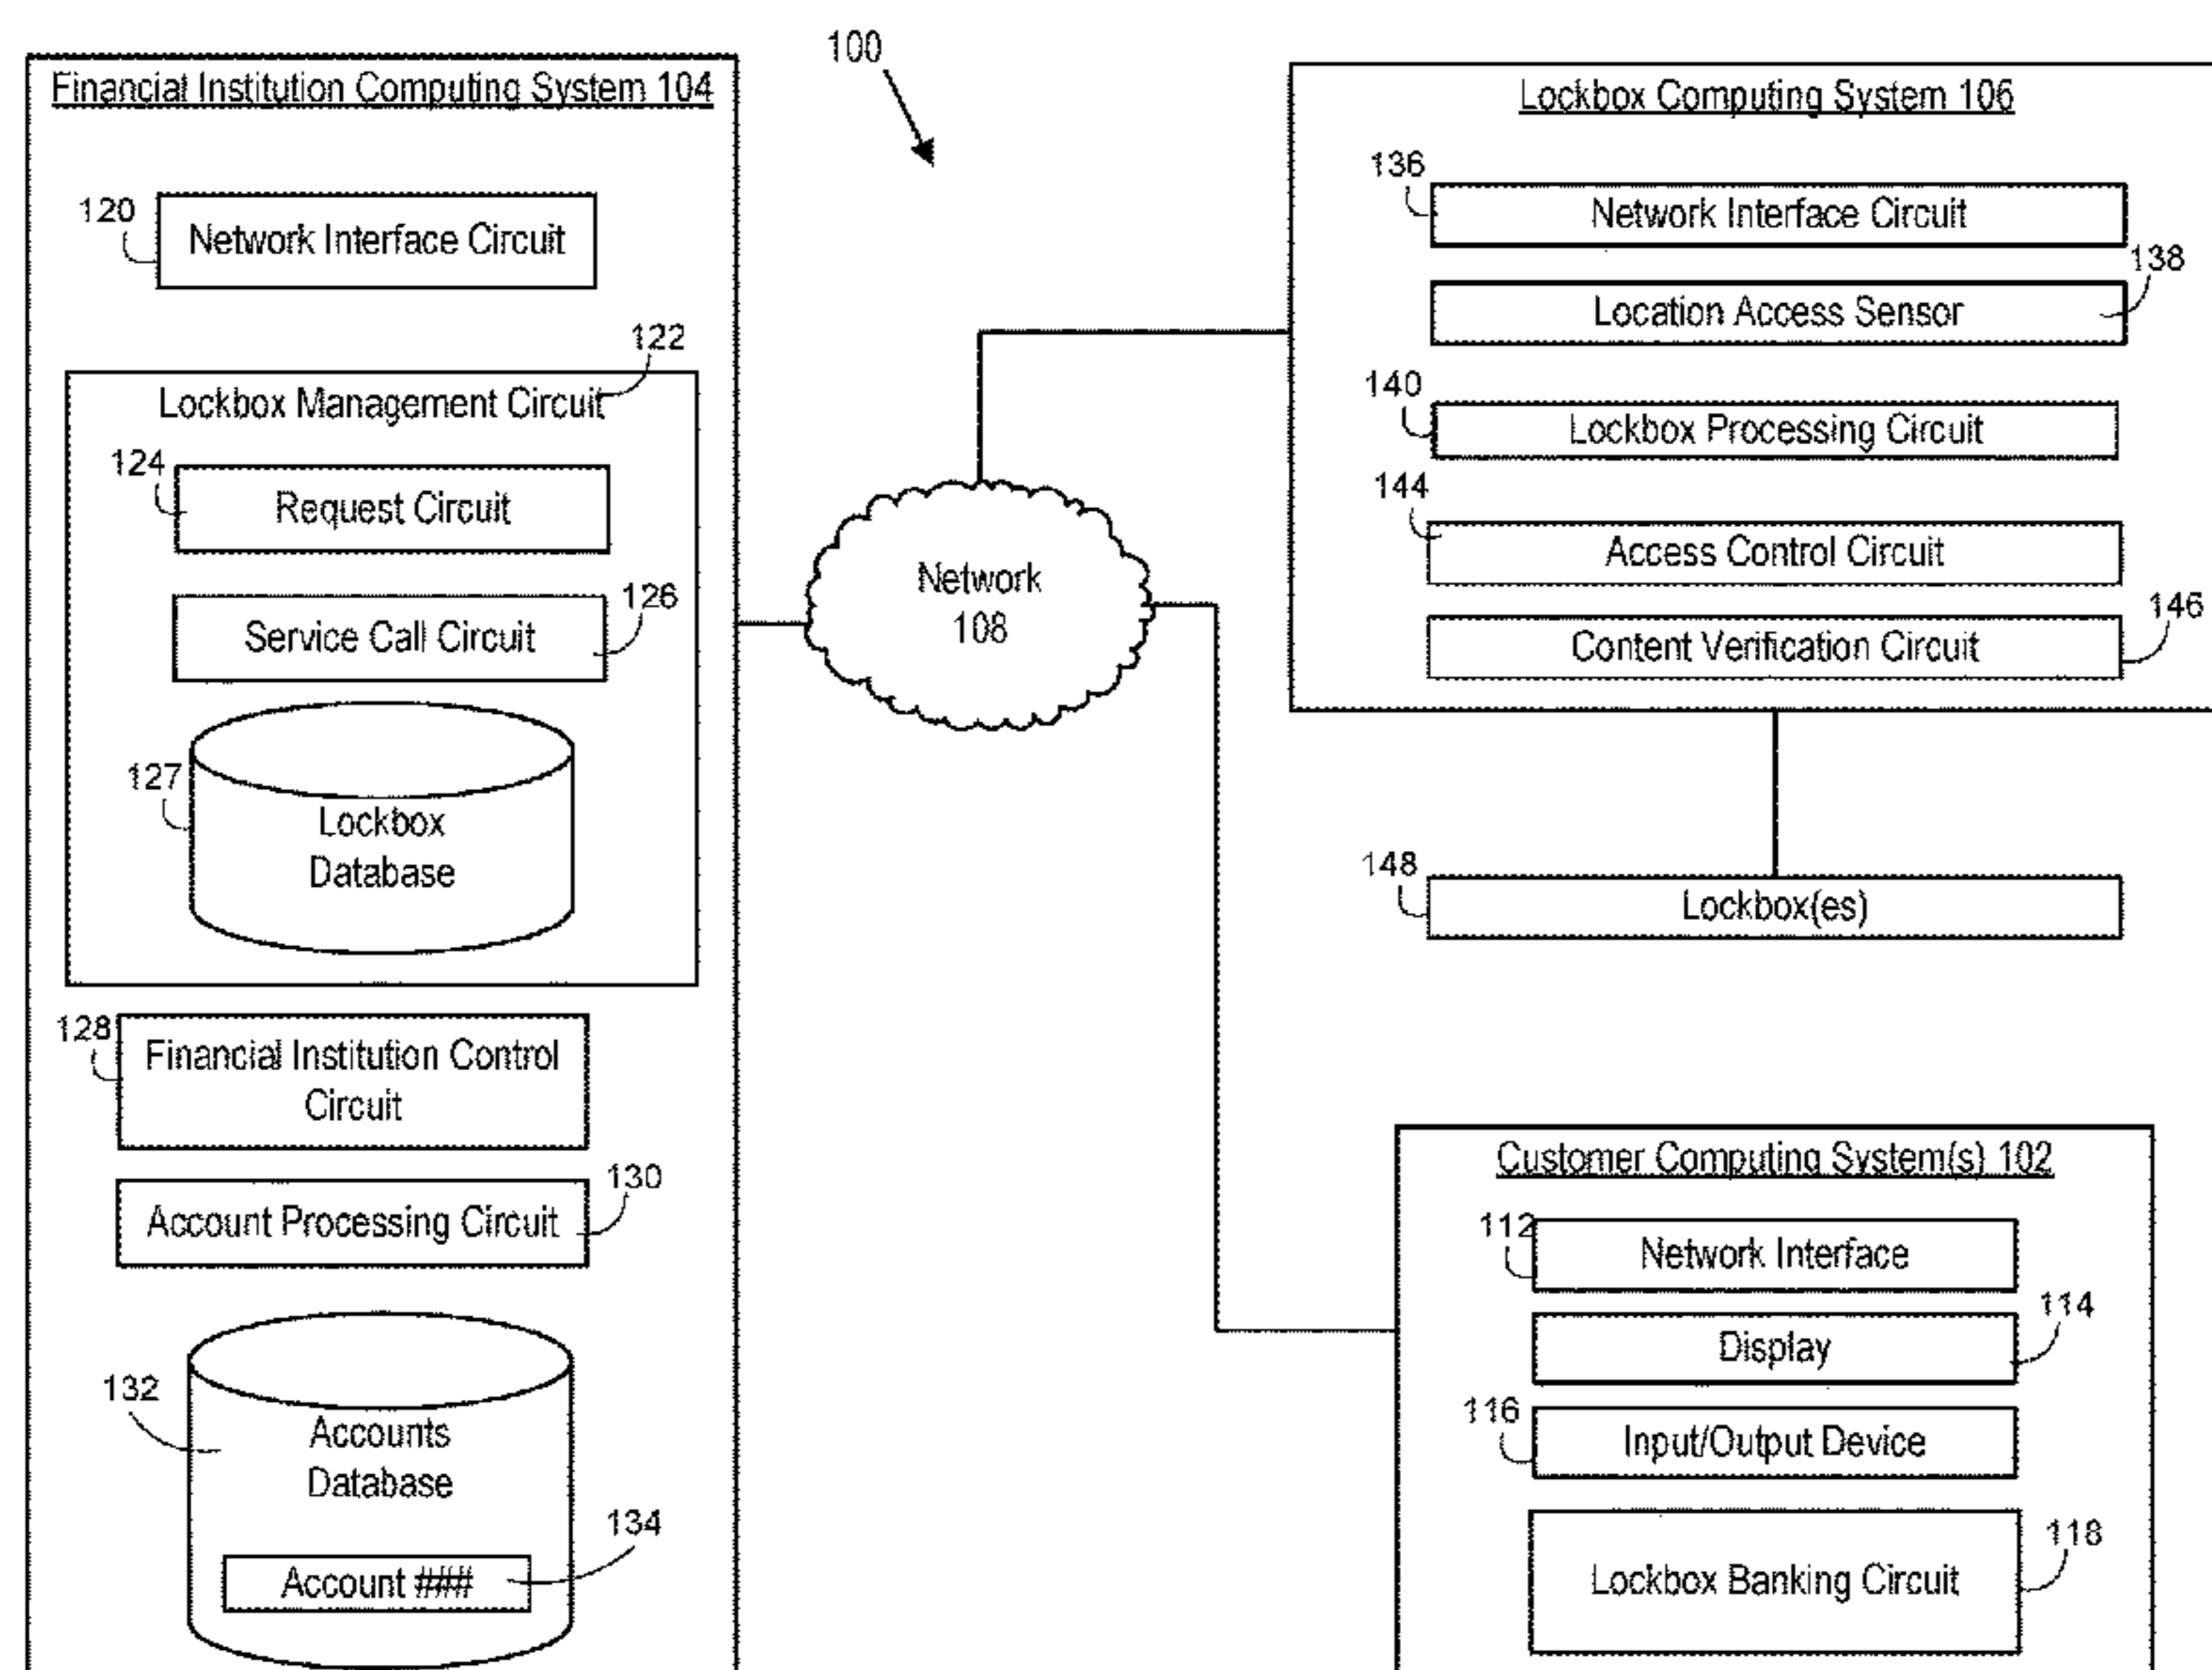 100
Financial Institution Computing System 104
120
Network Interface Circuit
122
Lockbox Management Circuit
124
Request Circuit
126
Service Call Circuit
127
Lockbox
Database
128
Financial Institution Control
Circuit
130
Account Processing Circuit
132
Accounts
Database
134
Account ###
Network
108
Lockbox Computing System 106
136
Network Interface Circuit
138
Location Access Sensor
140
Lockbox Processing Circuit
144
Access Control Circuit
146
Content Verification Circuit
148
Lockbox(es)
Customer Computing System(s) 102
112
Network Interface
114
Display
116
Input/Output Device
118
Lockbox Banking Circuit